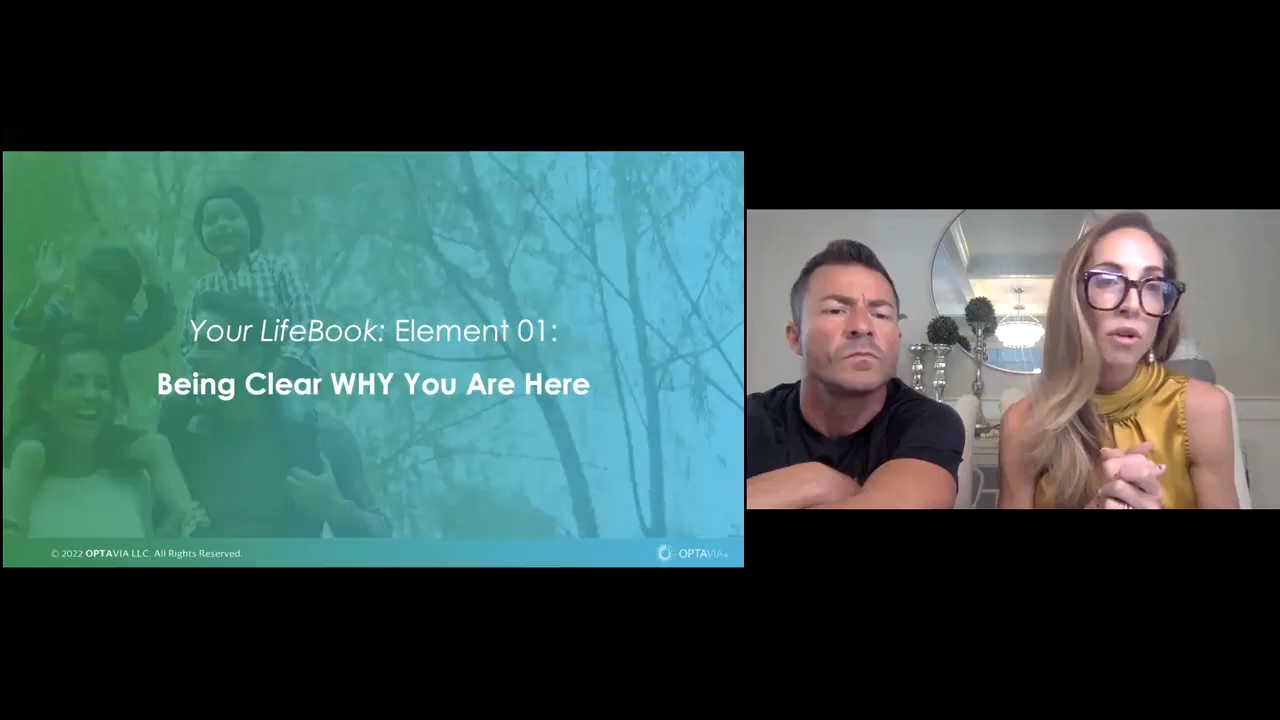 Your LifeBook: Element 01:
Being Clear WHY You Are Here
© 2022 OPTAVIA LLC. All Rights Reserved.
OPTAVIA®